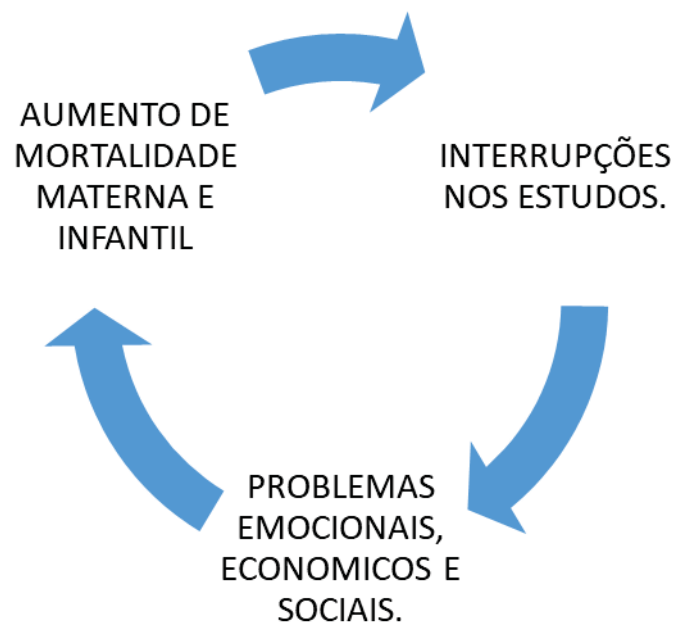 AUMENTO DE
MORTALIDADE
MATERNA E
INFANTIL
INTERRUPÇÕES
NOS ESTUDOS.
PROBLEMAS
EMOCIONAIS,
ECONOMICOS E
SOCIAIS.